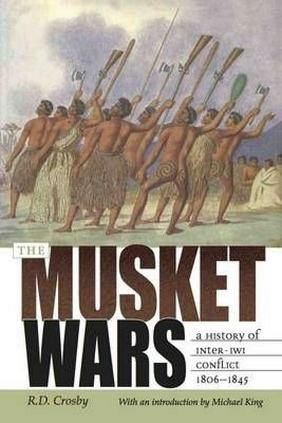 THE
MUSKET
WARS
a HISTORY OF
INTER-IWI
CONFLICT
1806–1845
R.D. Crosby
With an introduction by Michael King